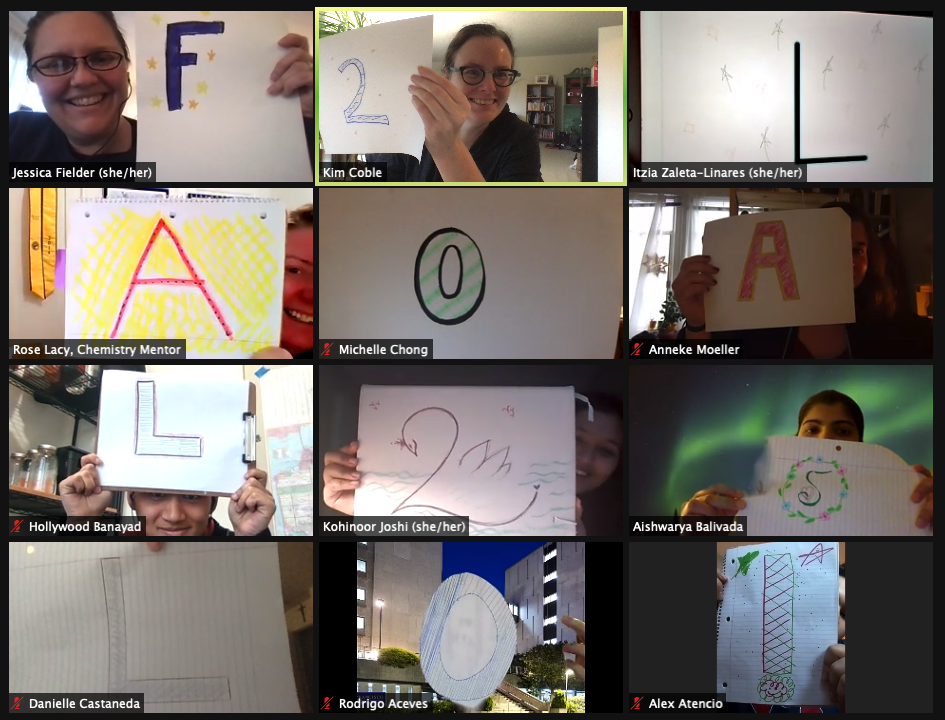 F
Jessica Fielder (she/her)
2
Kim Coble
L
Itzia Zaleta-Linares (she/her)
A
Rose Lacy, Chemistry Mentor
0
Michelle Chong
A
Anneke Moeller
L
Hollywood Banayad
2
Kohinoor Joshi (she/her)
S
Aishwarya Balivada
L
Danielle Castaneda
0
Rodrigo Aceves
!
Alex Atencio